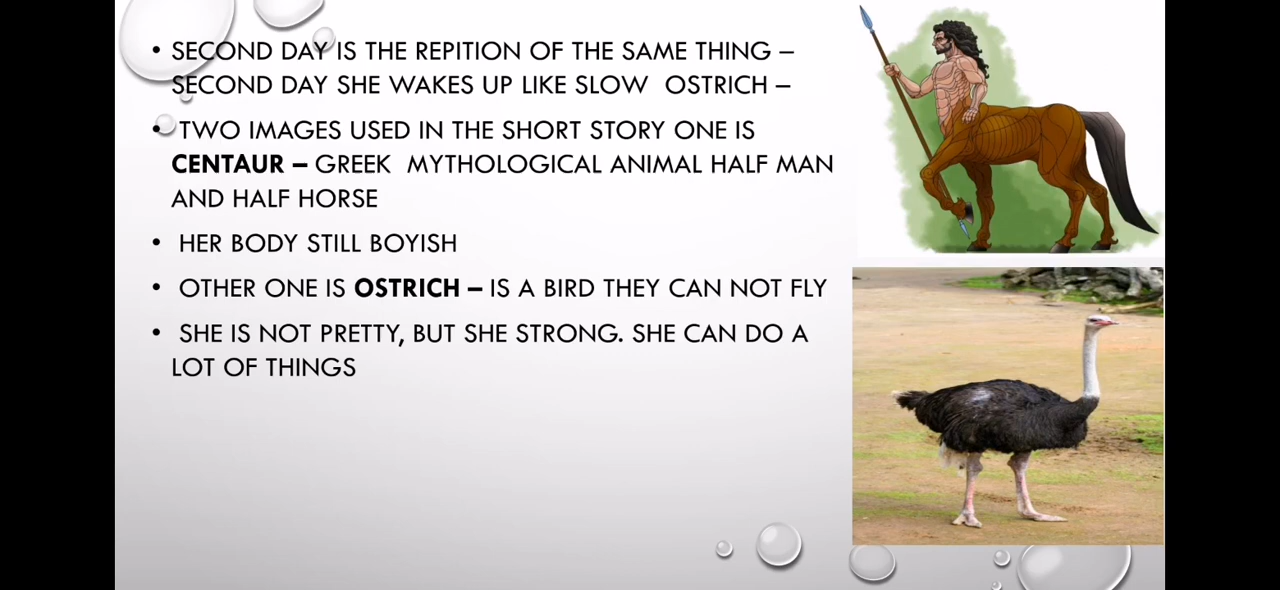 • SECOND DAY IS THE REPITION OF THE SAME THING –
SECOND DAY SHE WAKES UP LIKE SLOW OSTRICH –
• TWO IMAGES USED IN THE SHORT STORY ONE IS
CENTAUR – GREEK MYTHOLOGICAL ANIMAL HALF MAN
AND HALF HORSE
• HER BODY STILL BOYISH
• OTHER ONE IS OSTRICH – IS A BIRD THEY CAN NOT FLY
• SHE IS NOT PRETTY, BUT SHE STRONG. SHE CAN DO A
LOT OF THINGS